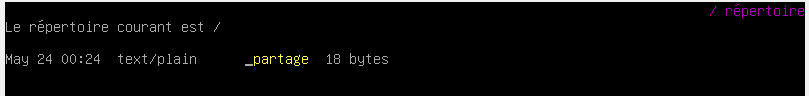 / répertoire
Le répertoire courant est /
May 24 00:24 text/plain _partage 18 bytes